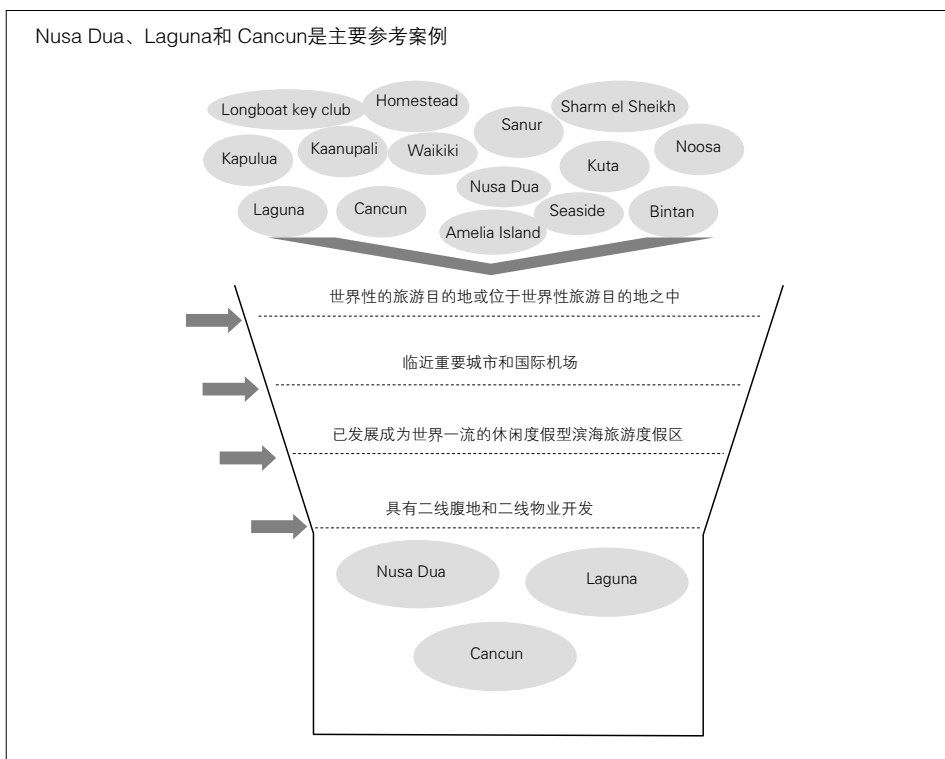 Nusa Dua、Laguna和 Cancun是主要参考案例
Longboat key club
Homestead
Sanur
Sharm el Sheikh
Kapulua
Kaanupali
Waikiki
Kuta
Noosa
Nusa Dua
Laguna
Cancun
Amelia Island
Seaside
Bintan
世界性的旅游目的地或位于世界性旅游目的地之中
临近重要城市和国际机场
已发展成为世界一流的休闲度假型滨海旅游度假区
具有二线腹地和二线物业开发
Nusa Dua
Laguna
Cancun